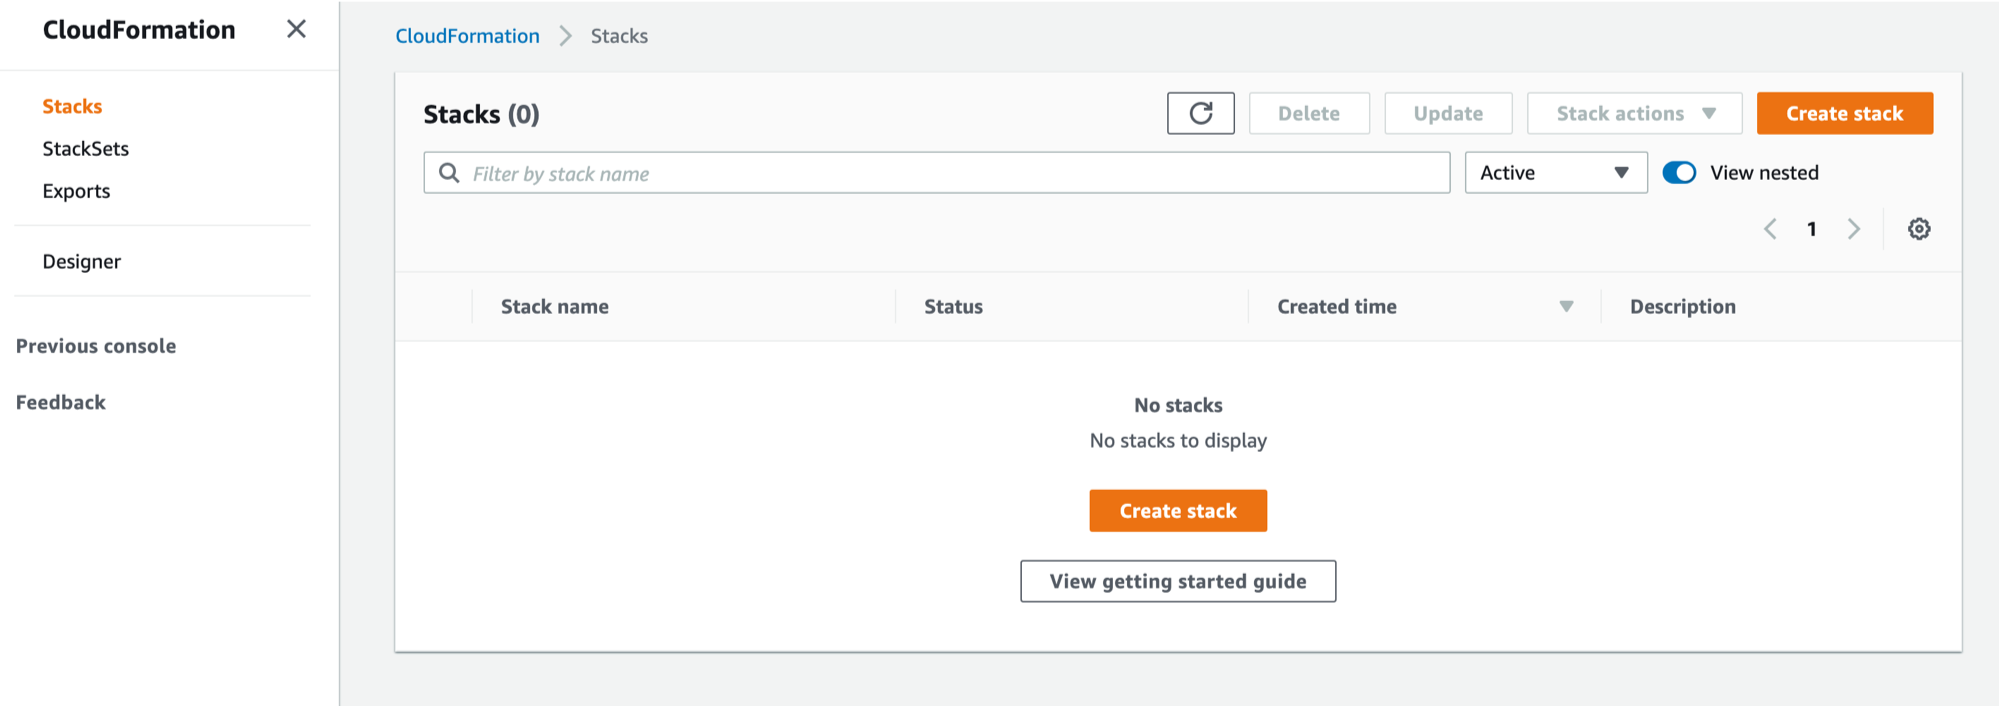 CloudFormation
Stacks
StackSets
Exports
Designer
Previous console
Feedback
CloudFormation Stacks
Stacks (0) Delete Update Stack actions Create stack
Filter by stack name Active View nested
1
Stack name Status Created time Description
No stacks
No stacks to display
Create stack
View getting started guide